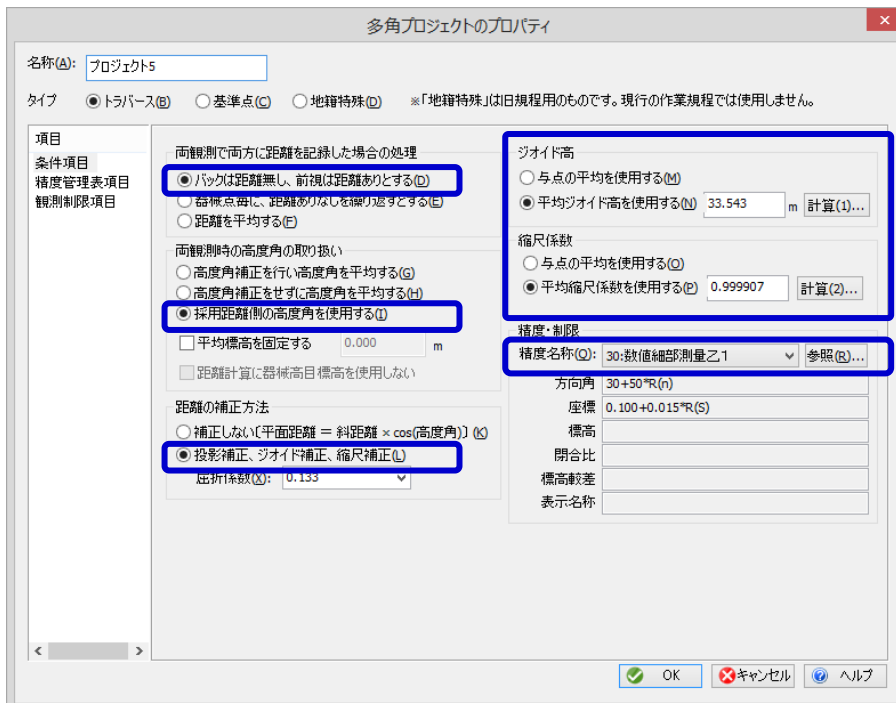 多角プロジェクトのプロパティ
×
名称(A): プロジェクト5
タイプ トラバース(B) 基準点(C) 地籍特殊(D) ※「地籍特殊」は旧規程用のものです。現行の作業規程では使用しません。
項目
条件項目
精度管理表項目
観測制限項目
両観測で両方に距離を記録した場合の処理
バックは距離無し、前視は距離ありとする(D)
器械点毎に、距離ありなしを繰り返すとする(E)
距離を平均する(F)
両観測時の高度角の取り扱い
高度角補正を行い高度角を平均する(G)
高度角補正をせずに高度角を平均する(H)
採用距離側の高度角を使用する(I)
平均標高を固定する 0.000 m
距離計算に器械高目標高を使用しない
距離の補正方法
補正しない〔平面距離 = 斜距離 × cos(高度角)〕(K)
投影補正、ジオイド補正、縮尺補正(L)
屈折係数(X): 0.133
ジオイド高
与点の平均を使用する(M)
平均ジオイド高を使用する(N) 33.543 m 計算(1)...
縮尺係数
与点の平均を使用する(O)
平均縮尺係数を使用する(P) 0.999907 計算(2)...
精度・制限
精度名称(Q): 30:数値細部測量乙1 参照(R)...
方向角 30+50*R(n)
座標 0.100+0.015*R(S)
標高
閉合比
標高較差
表示名称
OK キャンセル ヘルプ